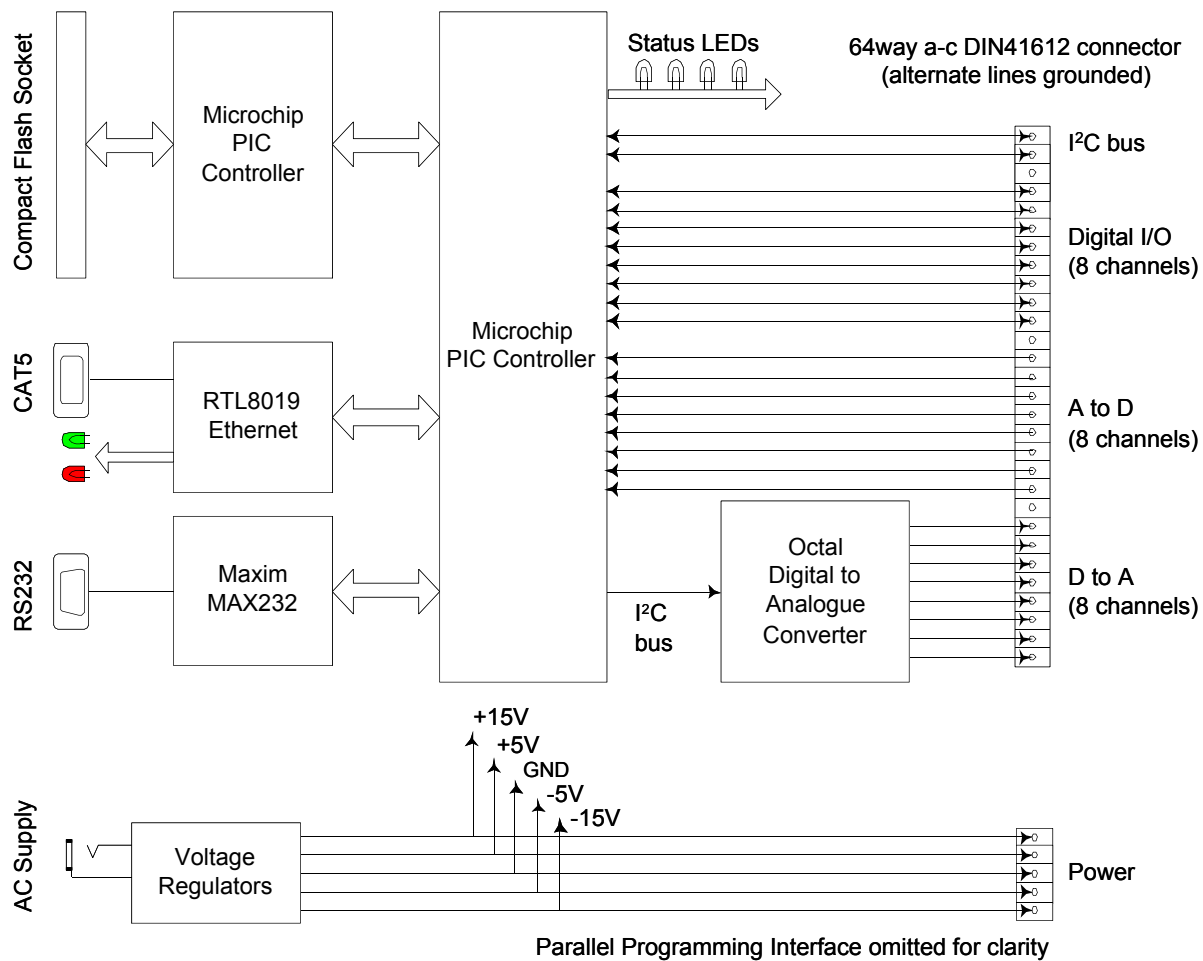 Compact Flash Socket
Microchip
PIC
Controller
Status LEDs
64way a-c DIN41612 connector
(alternate lines grounded)
I²C bus
Digital I/O
(8 channels)
Microchip
PIC Controller
CAT5
RTL8019
Ethernet
A to D
(8 channels)
RS232
Maxim
MAX232
I²C
bus
Octal
Digital to
Analogue
Converter
D to A
(8 channels)
+15V
+5V
GND
-5V
-15V
AC Supply
Voltage
Regulators
Power
Parallel Programming Interface omitted for clarity